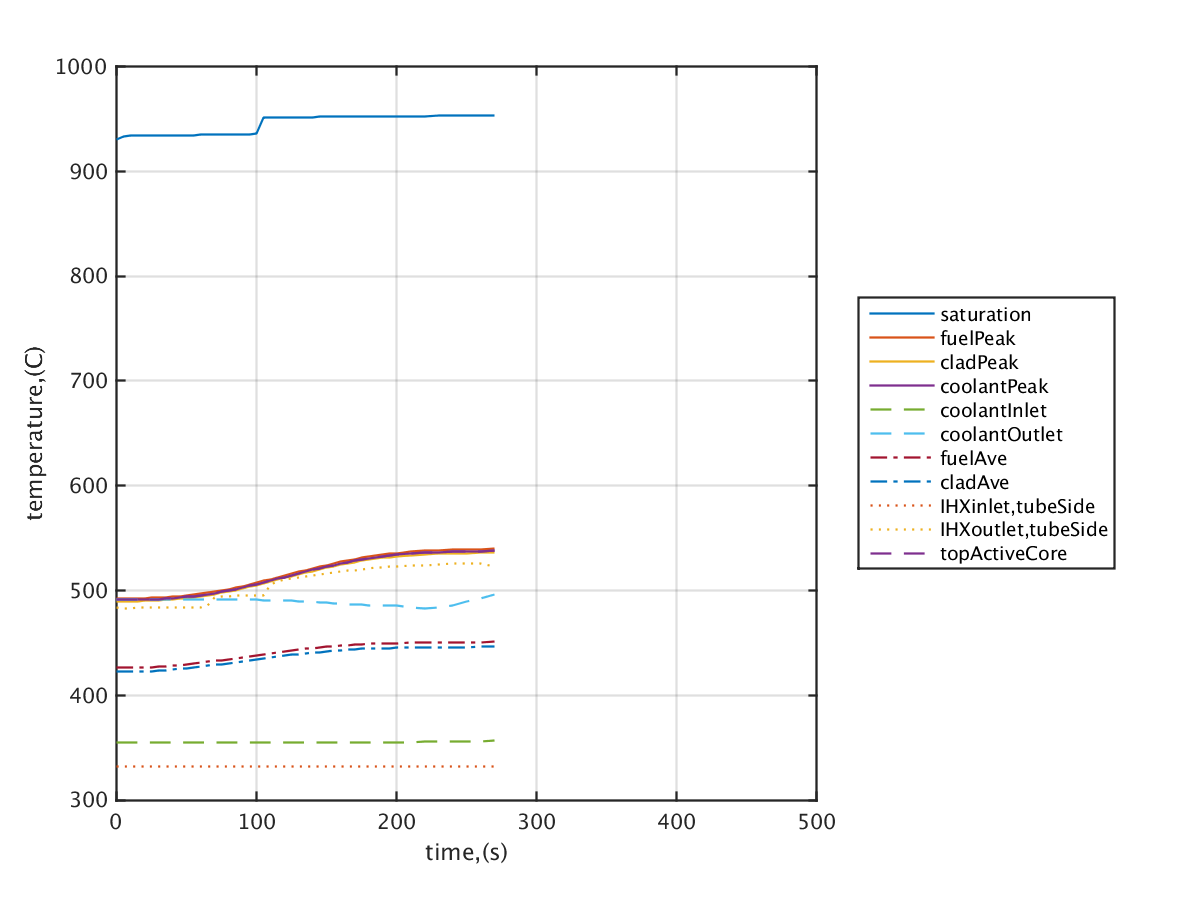 1000
900
800
700
600
500
400
300
temperature,(C)
0 100 200 300 400 500
time,(s)
saturation
fuelPeak
cladPeak
coolantPeak
coolantInlet
coolantOutlet
fuelAve
cladAve
IHXinlet,tubeSide
IHXoutlet,tubeSide
topActiveCore